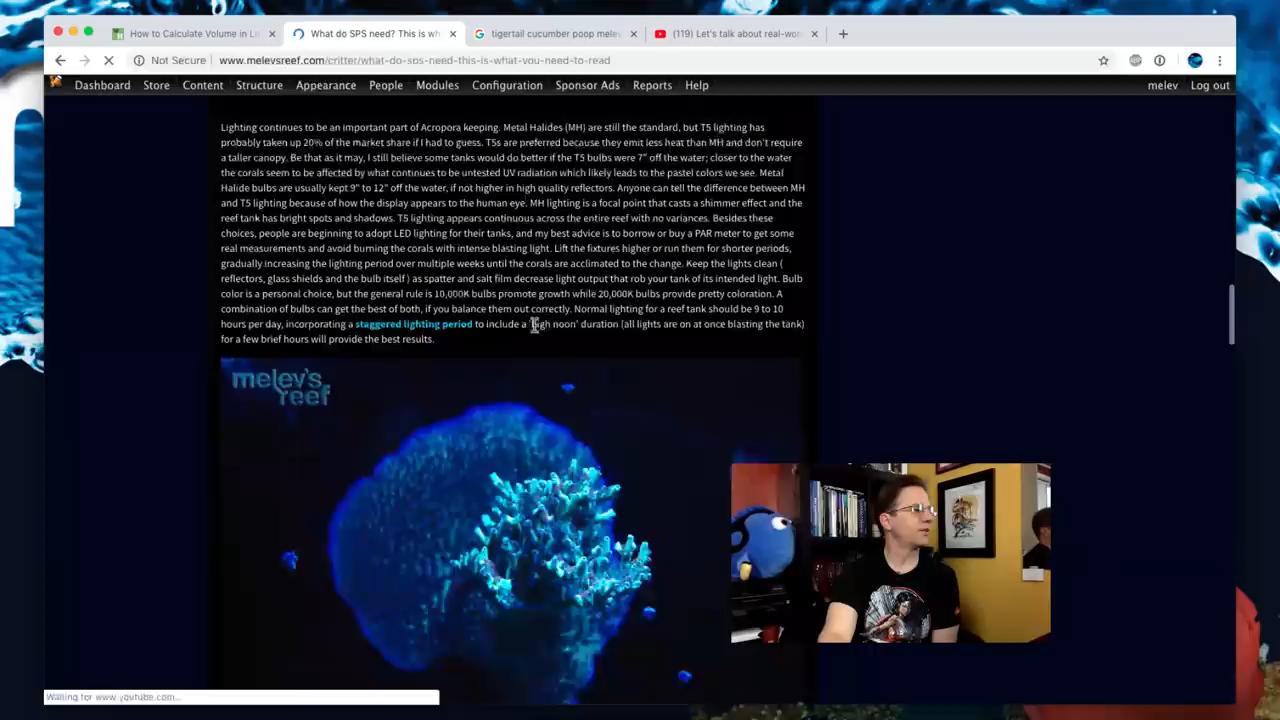 How to Calculate Volume in Li
What do SPS need? This is wh
tigertail cucumber poop melev
(119) Let's talk about real-wor
Not Secure
www.melevsreef.com/critter/what-do-sps-need-this-is-what-you-need-to-read
Dashboard Store Content Structure Appearance People Modules Configuration Sponsor Ads Reports Help melev Log out
Lighting continues to be an important part of Acropora keeping. Metal Halides (MH) are still the standard, but T5 lighting has
probably taken up 20% of the market share if I had to guess. T5s are preferred because they emit less heat than MH and don't require
a taller canopy. Be that as it may, I still believe some tanks would do better if the T5 bulbs were 7" off the water; closer to the water
the corals seem to be affected by what continues to be untested UV radiation which likely leads to the pastel colors we see. Metal
Halide bulbs are usually kept 9" to 12" off the water, if not higher in high quality reflectors. Anyone can tell the difference between MH
and T5 lighting because of how the display appears to the human eye. MH lighting is a focal point that casts a shimmer effect and the
reef tank has bright spots and shadows. T5 lighting appears continuous across the entire reef with no variances. Besides these
choices, people are beginning to adopt LED lighting for their tanks, and my best advice is to borrow or buy a PAR meter to get some
real measurements and avoid burning the corals with intense blasting light. Lift the fixtures higher or run them for shorter periods,
gradually increasing the lighting period over multiple weeks until the corals are acclimated to the change. Keep the lights clean (
reflectors, glass shields and the bulb itself ) as spatter and salt film decrease light output that rob your tank of its intended light. Bulb
color is a personal choice, but the general rule is 10,000K bulbs promote growth while 20,000K bulbs provide pretty coloration. A
combination of bulbs can get the best of both, if you balance them out correctly. Normal lighting for a reef tank should be 9 to 10
hours per day, incorporating a staggered lighting period to include a 'high noon' duration (all lights are on at once blasting the tank)
for a few brief hours will provide the best results.
melev's
reef
Waiting for www.youtube.com...